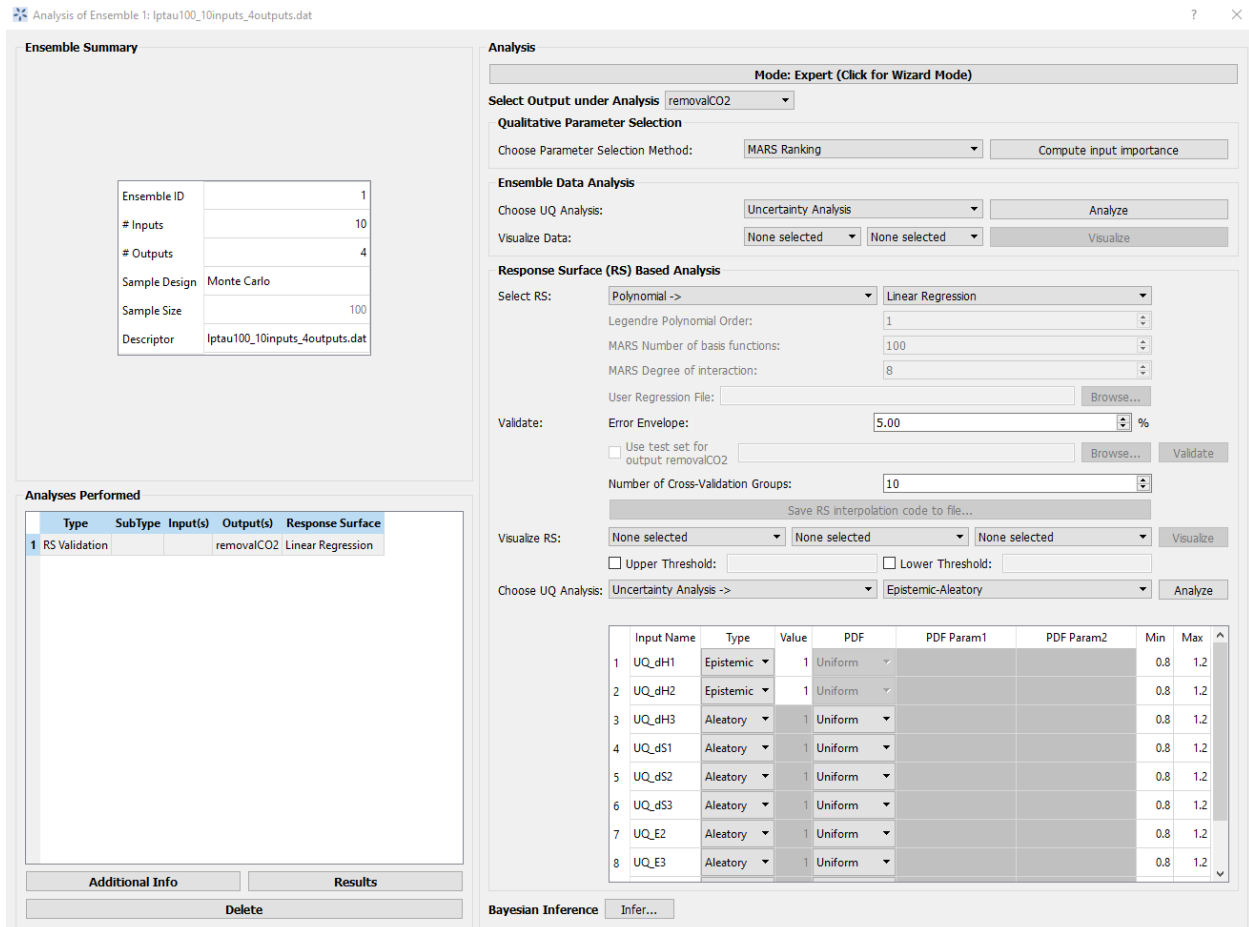 Analysis of Ensemble 1: lptau100_10inputs_4outputs.dat
? ×
Ensemble Summary
Ensemble ID 1
# Inputs 10
# Outputs 4
Sample Design Monte Carlo
Sample Size 100
Descriptor lptau100_10inputs_4outputs.dat
Analyses Performed
Type SubType Input(s) Output(s) Response Surface
1 RS Validation removalCO2 Linear Regression
Additional Info Results
Delete
Analysis
Mode: Expert (Click for Wizard Mode)
Select Output under Analysis removalCO2
Qualitative Parameter Selection
Choose Parameter Selection Method: MARS Ranking Compute input importance
Ensemble Data Analysis
Choose UQ Analysis: Uncertainty Analysis Analyze
Visualize Data: None selected None selected Visualize
Response Surface (RS) Based Analysis
Select RS: Polynomial -> Linear Regression
Legendre Polynomial Order: 1
MARS Number of basis functions: 100
MARS Degree of interaction: 8
User Regression File: Browse...
Validate: Error Envelope: 5.00 %
Use test set for
output removalCO2 Browse... Validate
Number of Cross-Validation Groups: 10
Save RS interpolation code to file...
Visualize RS: None selected None selected None selected Visualize
Upper Threshold: Lower Threshold:
Choose UQ Analysis: Uncertainty Analysis -> Epistemic-Aleatory Analyze
Input Name Type Value PDF PDF Param1 PDF Param2 Min Max
1 UQ_dH1 Epistemic 1 Uniform 0.8 1.2
2 UQ_dH2 Epistemic 1 Uniform 0.8 1.2
3 UQ_dH3 Aleatory 1 Uniform 0.8 1.2
4 UQ_dS1 Aleatory 1 Uniform 0.8 1.2
5 UQ_dS2 Aleatory 1 Uniform 0.8 1.2
6 UQ_dS3 Aleatory 1 Uniform 0.8 1.2
7 UQ_E2 Aleatory 1 Uniform 0.8 1.2
8 UQ_E3 Aleatory 1 Uniform 0.8 1.2
Bayesian Inference Infer...